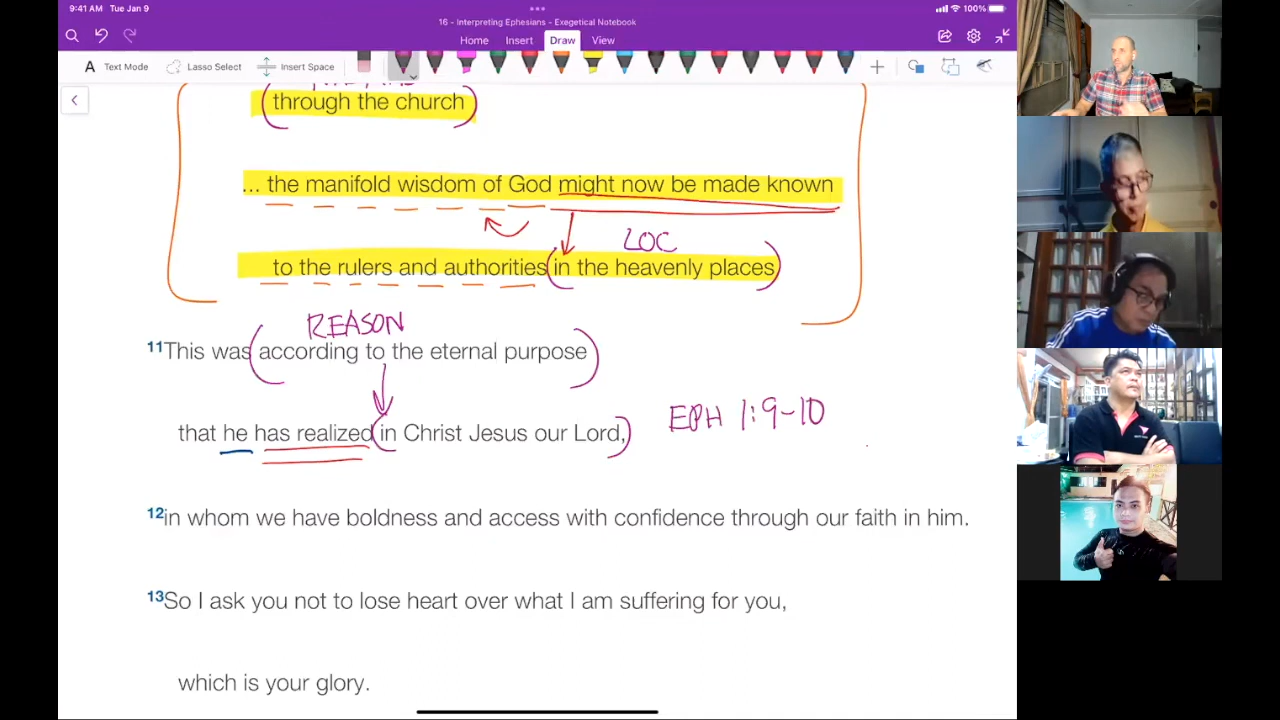 9:41 AM Tue Jan 9
100%
16 - Interpreting Ephesians - Exegetical Notebook
Home Insert Draw View
A Text Mode Lasso Select Insert Space
(through the church)
... the manifold wisdom of God might now be made known
LOC
to the rulers and authorities (in the heavenly places)
REASON
11This was (according to the eternal purpose)
that he has realized (in Christ Jesus our Lord,) EPH 1:9-10
12in whom we have boldness and access with confidence through our faith in him.
13So I ask you not to lose heart over what I am suffering for you,
which is your glory.